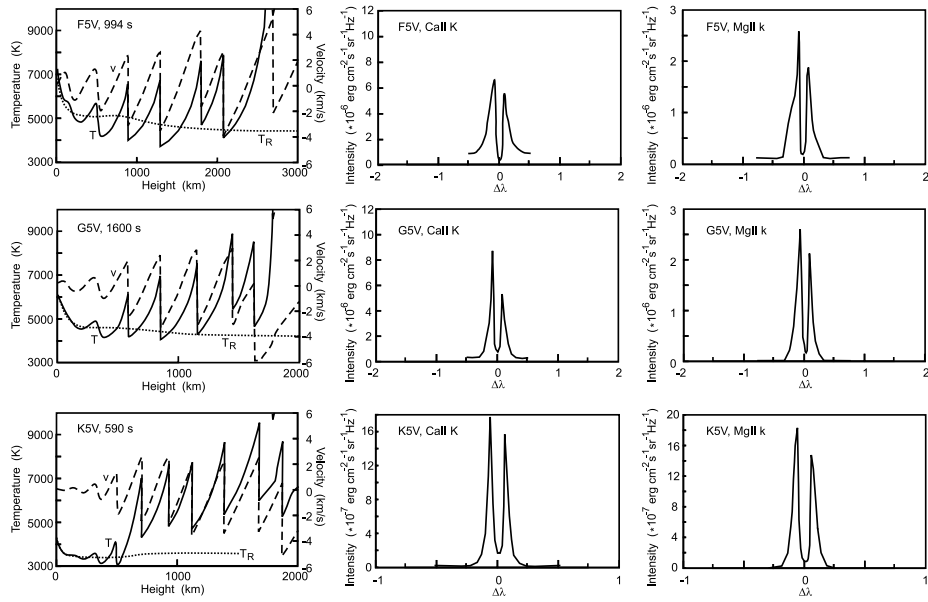 F5V, 994 s
Temperature (K)
9000
7000
5000
3000
6
4
2
0
-2
-4
-6
Velocity (km/s)
V
T
T_R
0
1000
2000
3000
Height (km)
F5V, CaII K
Intensity (*10^-6 erg cm^-2 s^-1 sr^-1 Hz^-1)
12
10
8
6
4
2
0
-2
-1
0
1
2
Δλ
F5V, MgII k
Intensity (*10^-6 erg cm^-2 s^-1 sr^-1 Hz^-1)
3
2
1
0
-2
-1
0
1
2
Δλ
G5V, 1600 s
Temperature (K)
9000
7000
5000
3000
6
4
2
0
-2
-4
-6
Velocity (km/s)
V
T
T_R
0
1000
2000
Height (km)
G5V, CaII K
Intensity (*10^-6 erg cm^-2 s^-1 sr^-1 Hz^-1)
12
8
6
4
2
0
-2
-1
0
1
2
Δλ
G5V, MgII k
Intensity (*10^-6 erg cm^-2 s^-1 sr^-1 Hz^-1)
3
2
1
0
-2
-1
0
1
2
Δλ
K5V, 590 s
Temperature (K)
9000
7000
5000
3000
6
4
2
0
-2
-4
-6
Velocity (km/s)
V
T
T_R
0
1000
2000
Height (km)
K5V, CaII K
Intensity (*10^-7 erg cm^-2 s^-1 sr^-1 Hz^-1)
16
12
8
4
0
-1
0
1
Δλ
K5V, MgII k
Intensity (*10^-7 erg cm^-2 s^-1 sr^-1 Hz^-1)
20
16
12
8
4
0
-1
0
1
Δλ